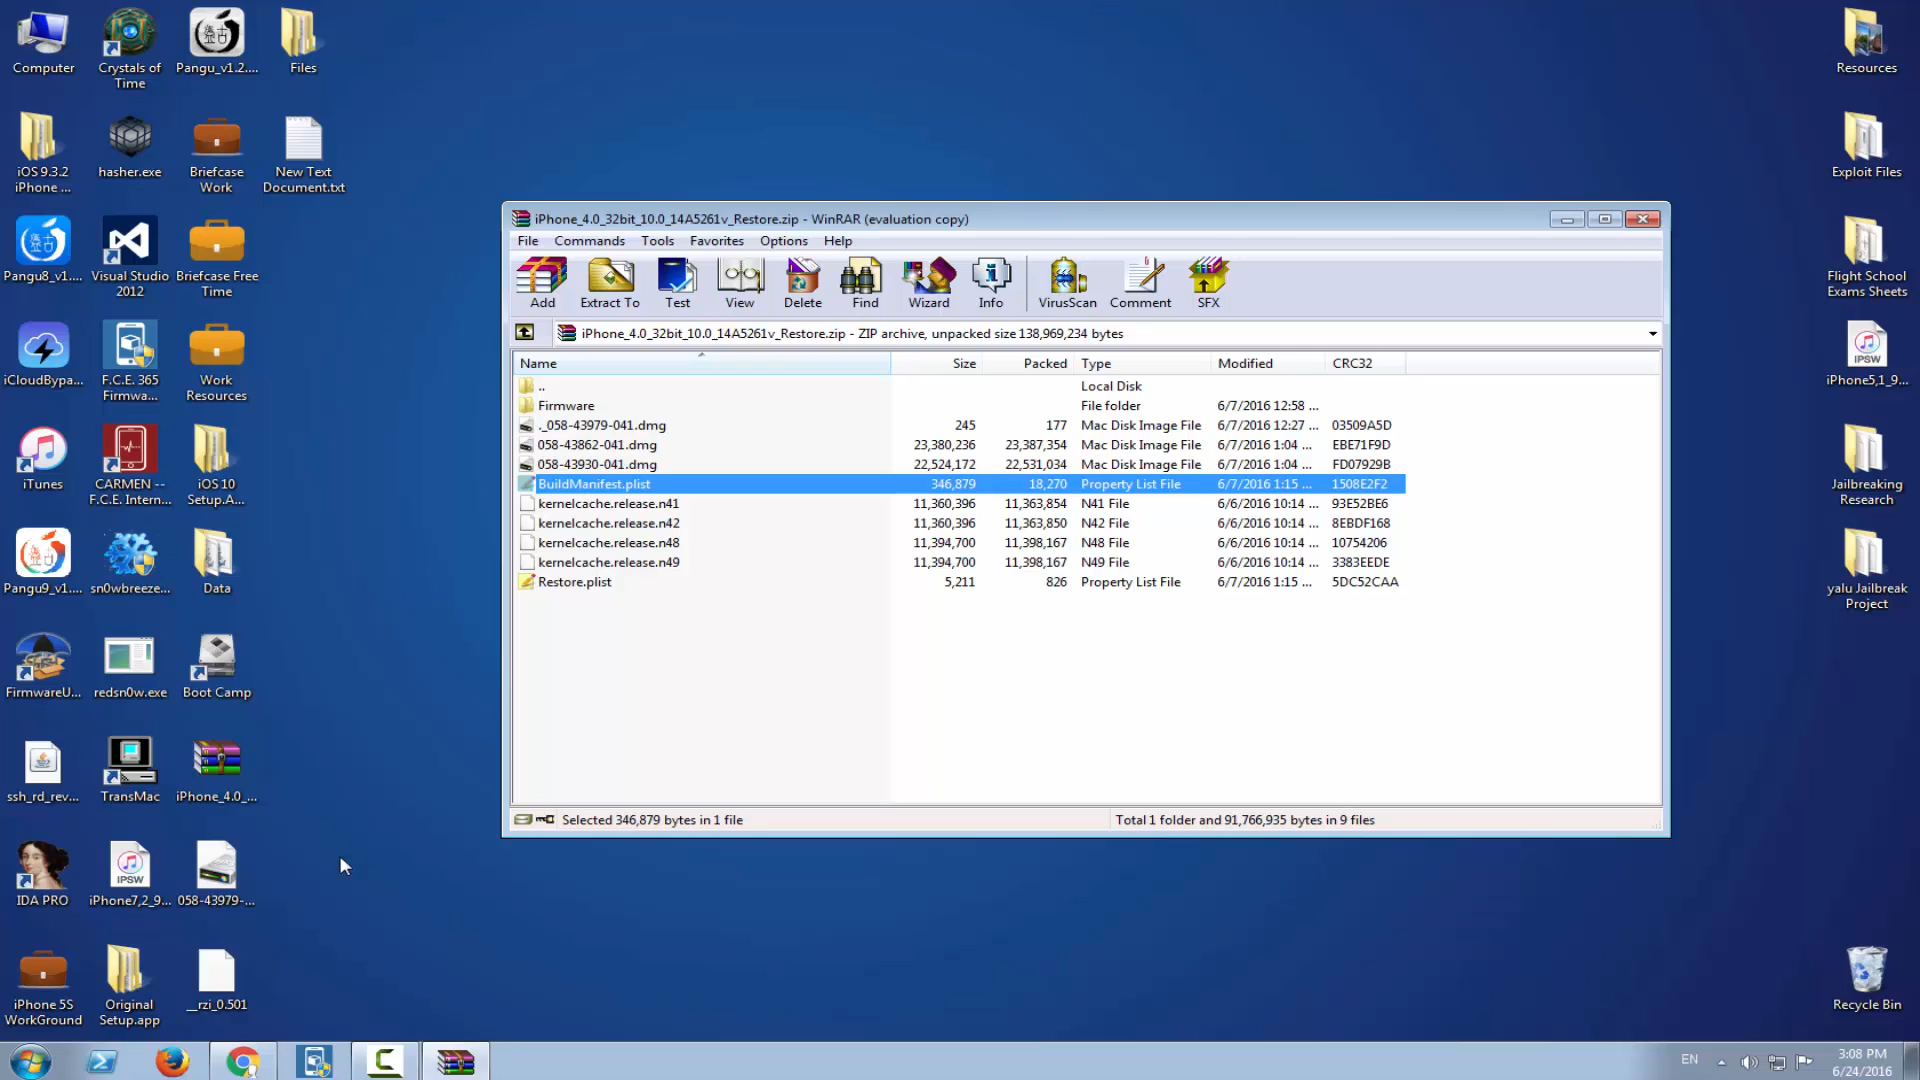 Computer
Crystals of
Time
Pangu_v1.2....
Files
iOS 9.3.2
iPhone ...
hasher.exe
Briefcase
Work
New Text
Document.txt
Pangu8_v1....
Visual Studio
2012
Briefcase Free
Time
iCloudBypa...
F.C.E. 365
Firmwa...
Work
Resources
iTunes
CARMEN --
F.C.E. Intern...
iOS 10
Setup.A...
Pangu9_v1....
sn0wbreeze...
Data
FirmwareU...
redsn0w.exe
Boot Camp
ssh_rd_rev...
TransMac
iPhone_4.0_...
IDA PRO
IPSW
iPhone7,2_9...
058-43979-...
iPhone 5S
WorkGround
Original
Setup.app
__rzi_0.501
iPhone_4.0_32bit_10.0_14A5261v_Restore.zip - WinRAR (evaluation copy)
File Commands Tools Favorites Options Help
Add Extract To Test View Delete Find Wizard Info VirusScan Comment SFX
iPhone_4.0_32bit_10.0_14A5261v_Restore.zip - ZIP archive, unpacked size 138,969,234 bytes
Name Size Packed Type Modified CRC32
.. Local Disk
Firmware File folder 6/7/2016 12:58 ...
._058-43979-041.dmg 245 177 Mac Disk Image File 6/7/2016 12:27 ... 03509A5D
058-43862-041.dmg 23,380,236 23,387,354 Mac Disk Image File 6/7/2016 1:04 ... EBE71F9D
058-43930-041.dmg 22,524,172 22,531,034 Mac Disk Image File 6/7/2016 1:04 ... FD07929B
BuildManifest.plist 346,879 18,270 Property List File 6/7/2016 1:15 ... 1508E2F2
kernelcache.release.n41 11,360,396 11,363,854 N41 File 6/6/2016 10:14 ... 93E52BE6
kernelcache.release.n42 11,360,396 11,363,850 N42 File 6/6/2016 10:14 ... 8EBDF168
kernelcache.release.n48 11,394,700 11,398,167 N48 File 6/6/2016 10:14 ... 10754206
kernelcache.release.n49 11,394,700 11,398,167 N49 File 6/6/2016 10:14 ... 3383EEDE
Restore.plist 5,211 826 Property List File 6/7/2016 1:15 ... 5DC52CAA
Selected 346,879 bytes in 1 file
Total 1 folder and 91,766,935 bytes in 9 files
Resources
Exploit Files
Flight School
Exams Sheets
IPSW
iPhone5,1_9...
Jailbreaking
Research
yalu Jailbreak
Project
Recycle Bin
EN
3:08 PM
6/24/2016